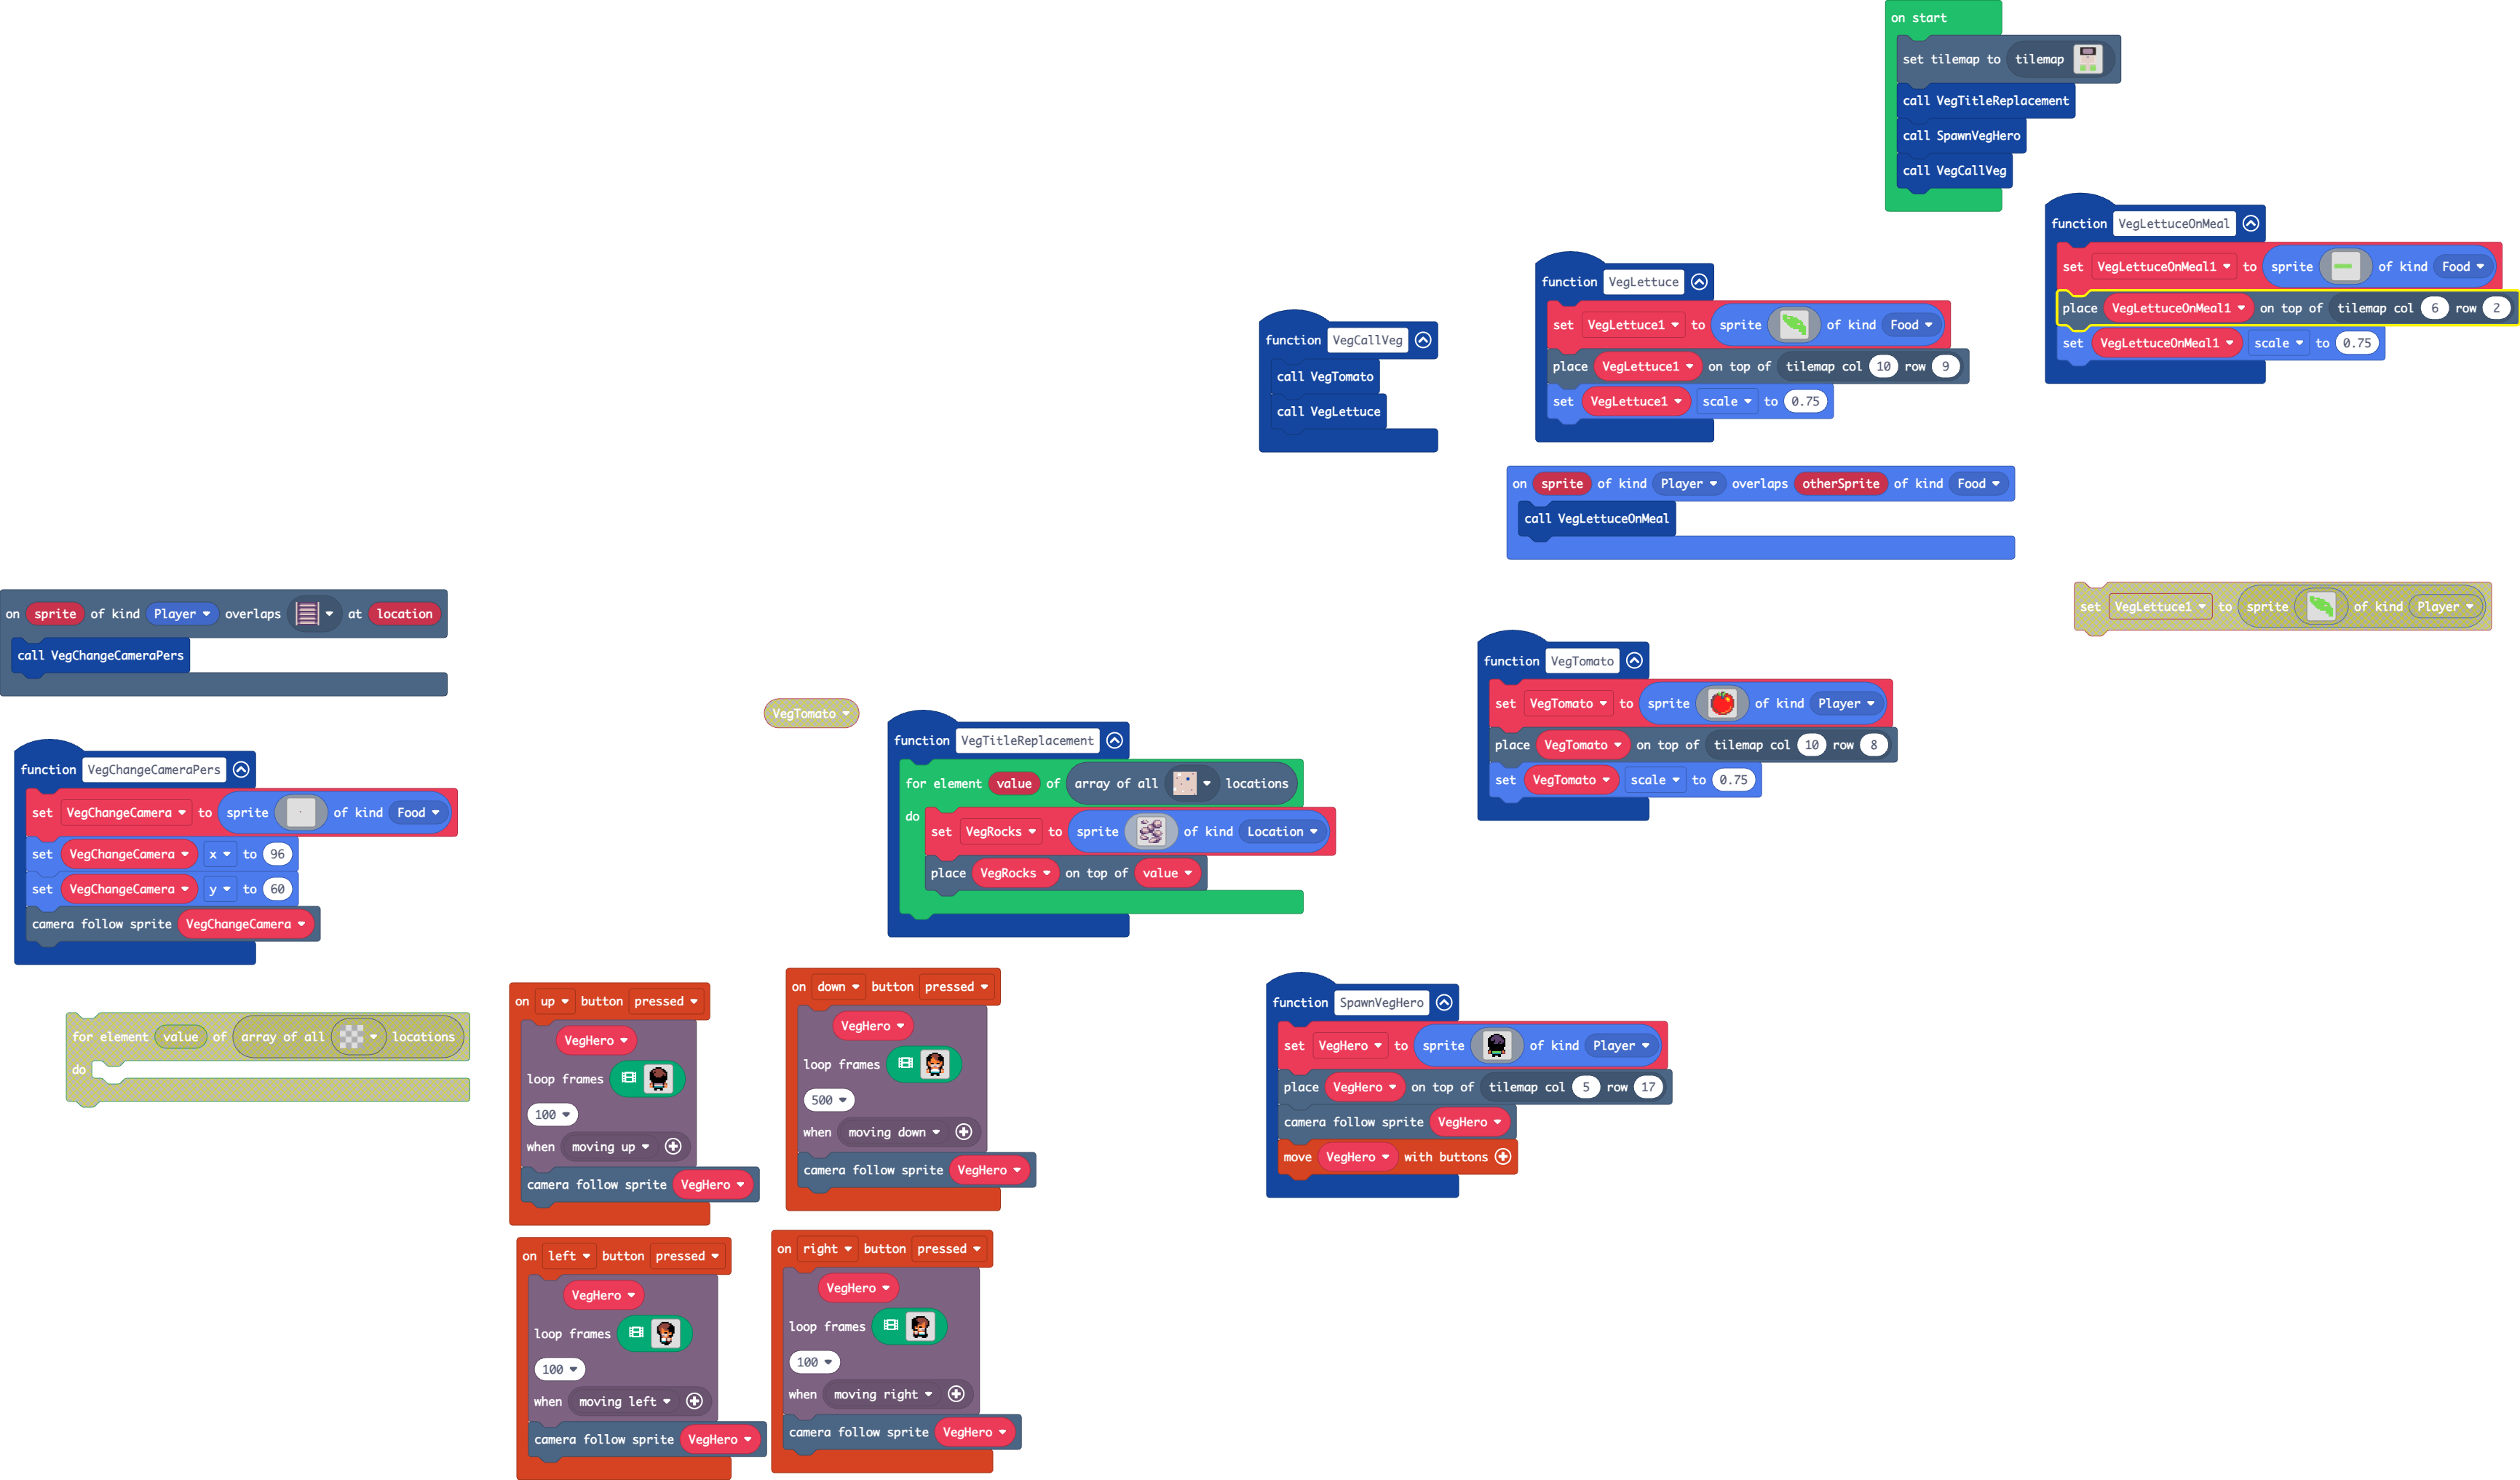 on start
set tilemap to tilemap
call VegTitleReplacement
call SpawnVegHero
call VegCallVeg
function VegLettuceOnMeal
set VegLettuceOnMeal1 to sprite of kind Food
place VegLettuceOnMeal1 on top of tilemap col 6 row 2
set VegLettuceOnMeal1 scale to 0.75
function VegLettuce
set VegLettuce1 to sprite of kind Food
place VegLettuce1 on top of tilemap col 10 row 9
set VegLettuce1 scale to 0.75
function VegCallVeg
call VegTomato
call VegLettuce
on sprite of kind Player overlaps otherSprite of kind Food
call VegLettuceOnMeal
on sprite of kind Player overlaps at location
call VegChangeCameraPers
set VegLettuce1 to sprite of kind Player
function VegTomato
set VegTomato to sprite of kind Player
place VegTomato on top of tilemap col 10 row 8
set VegTomato scale to 0.75
VegTomato
function VegTitleReplacement
for element value of array of all locations
do
set VegRocks to sprite of kind Location
place VegRocks on top of value
function VegChangeCameraPers
set VegChangeCamera to sprite of kind Food
set VegChangeCamera x to 96
set VegChangeCamera y to 60
camera follow sprite VegChangeCamera
for element value of array of all locations
do
on up button pressed
VegHero
loop frames
100
when moving up
camera follow sprite VegHero
on down button pressed
VegHero
loop frames
500
when moving down
camera follow sprite VegHero
function SpawnVegHero
set VegHero to sprite of kind Player
place VegHero on top of tilemap col 5 row 17
camera follow sprite VegHero
move VegHero with buttons
on left button pressed
VegHero
loop frames
100
when moving left
camera follow sprite VegHero
on right button pressed
VegHero
loop frames
100
when moving right
camera follow sprite VegHero